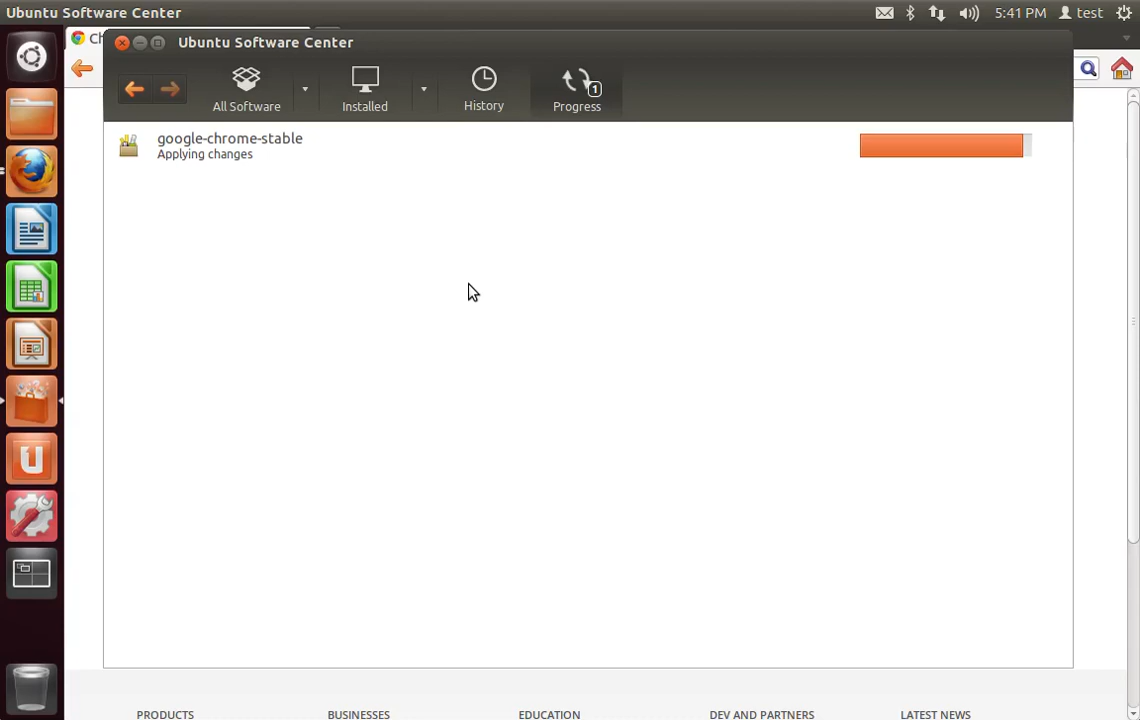 Ubuntu Software Center
5:41 PM
test
Ch
Ubuntu Software Center
All Software
Installed
History
Progress
1
google-chrome-stable
Applying changes
U
PRODUCTS
BUSINESSES
EDUCATION
DEV AND PARTNERS
LATEST NEWS